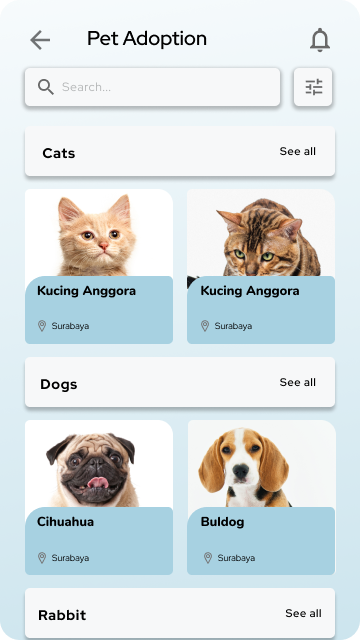 Pet Adoption
Search...
Cats
See all
Kucing Anggora
Kucing Anggora
Surabaya
Surabaya
Dogs
See all
Cihuahua
Buldog
Surabaya
Surabaya
Rabbit
See all